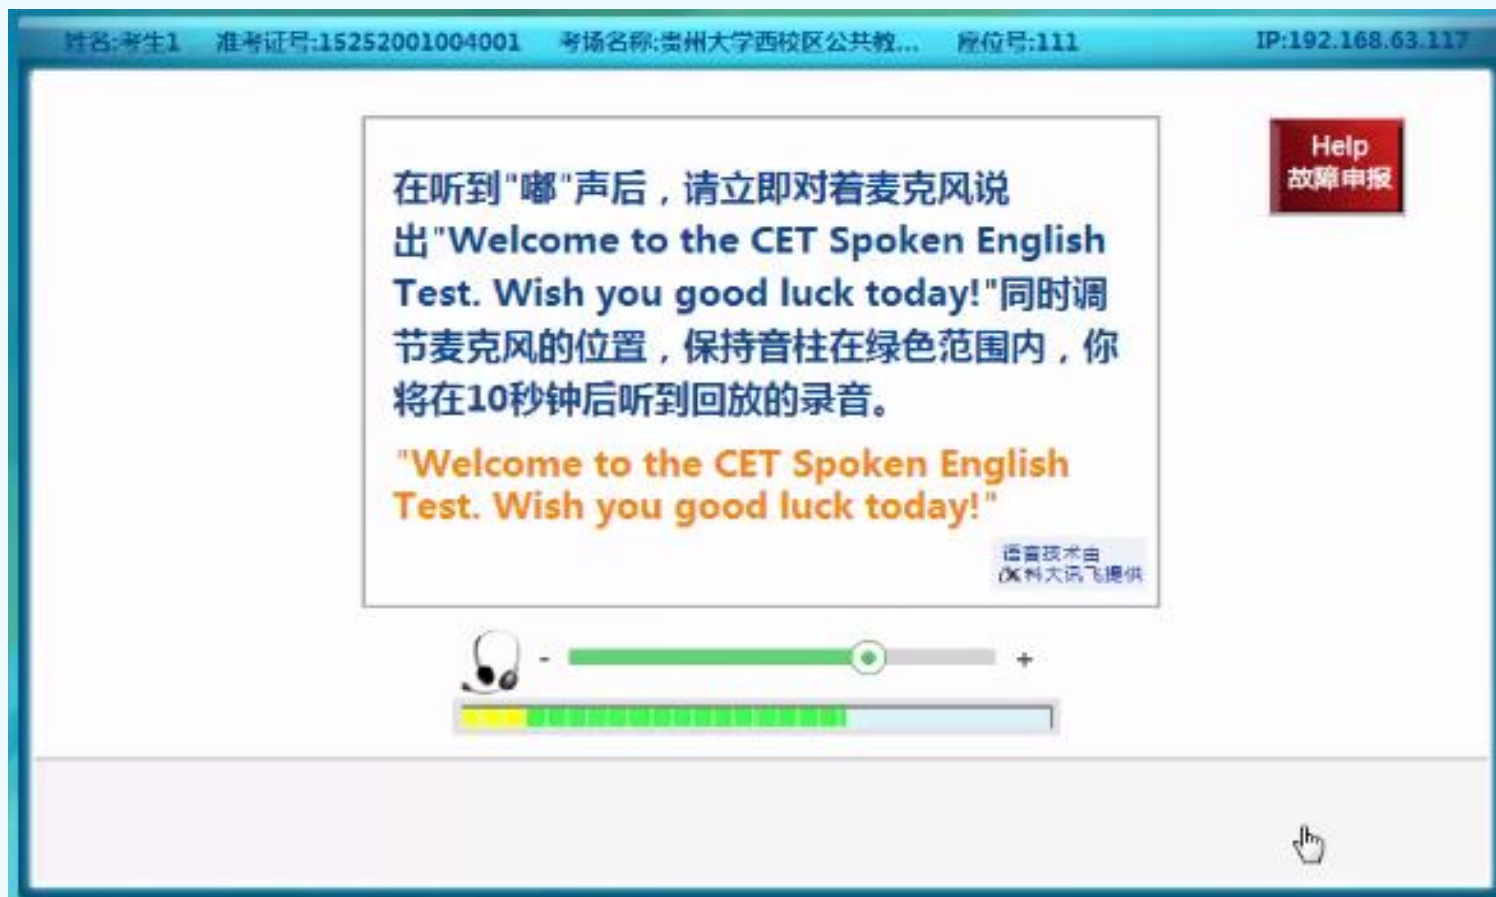 姓名:考生1 准考证号:15252001004001 考场名称:贵州大学西校区公共教... 座位号:111 IP:192.168.63.117
Help
故障申报
在听到"嘟"声后，请立即对着麦克风说
出"Welcome to the CET Spoken English
Test. Wish you good luck today!"同时调
节麦克风的位置，保持音柱在绿色范围内，你
将在10秒钟后听到回放的录音。
"Welcome to the CET Spoken English
Test. Wish you good luck today!"
语音技术由
科大讯飞提供
- +